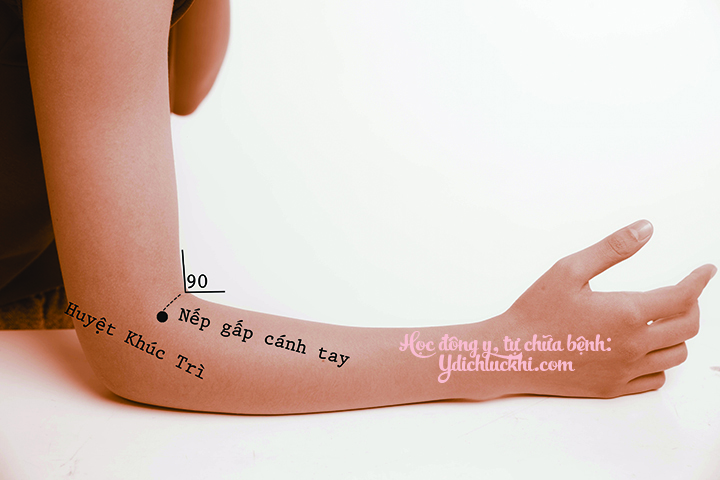 90
Nếp gấp cánh tay
Huyệt Khúc Trì
Học đông y, tự chữa bệnh:
Ydichluckhi.com